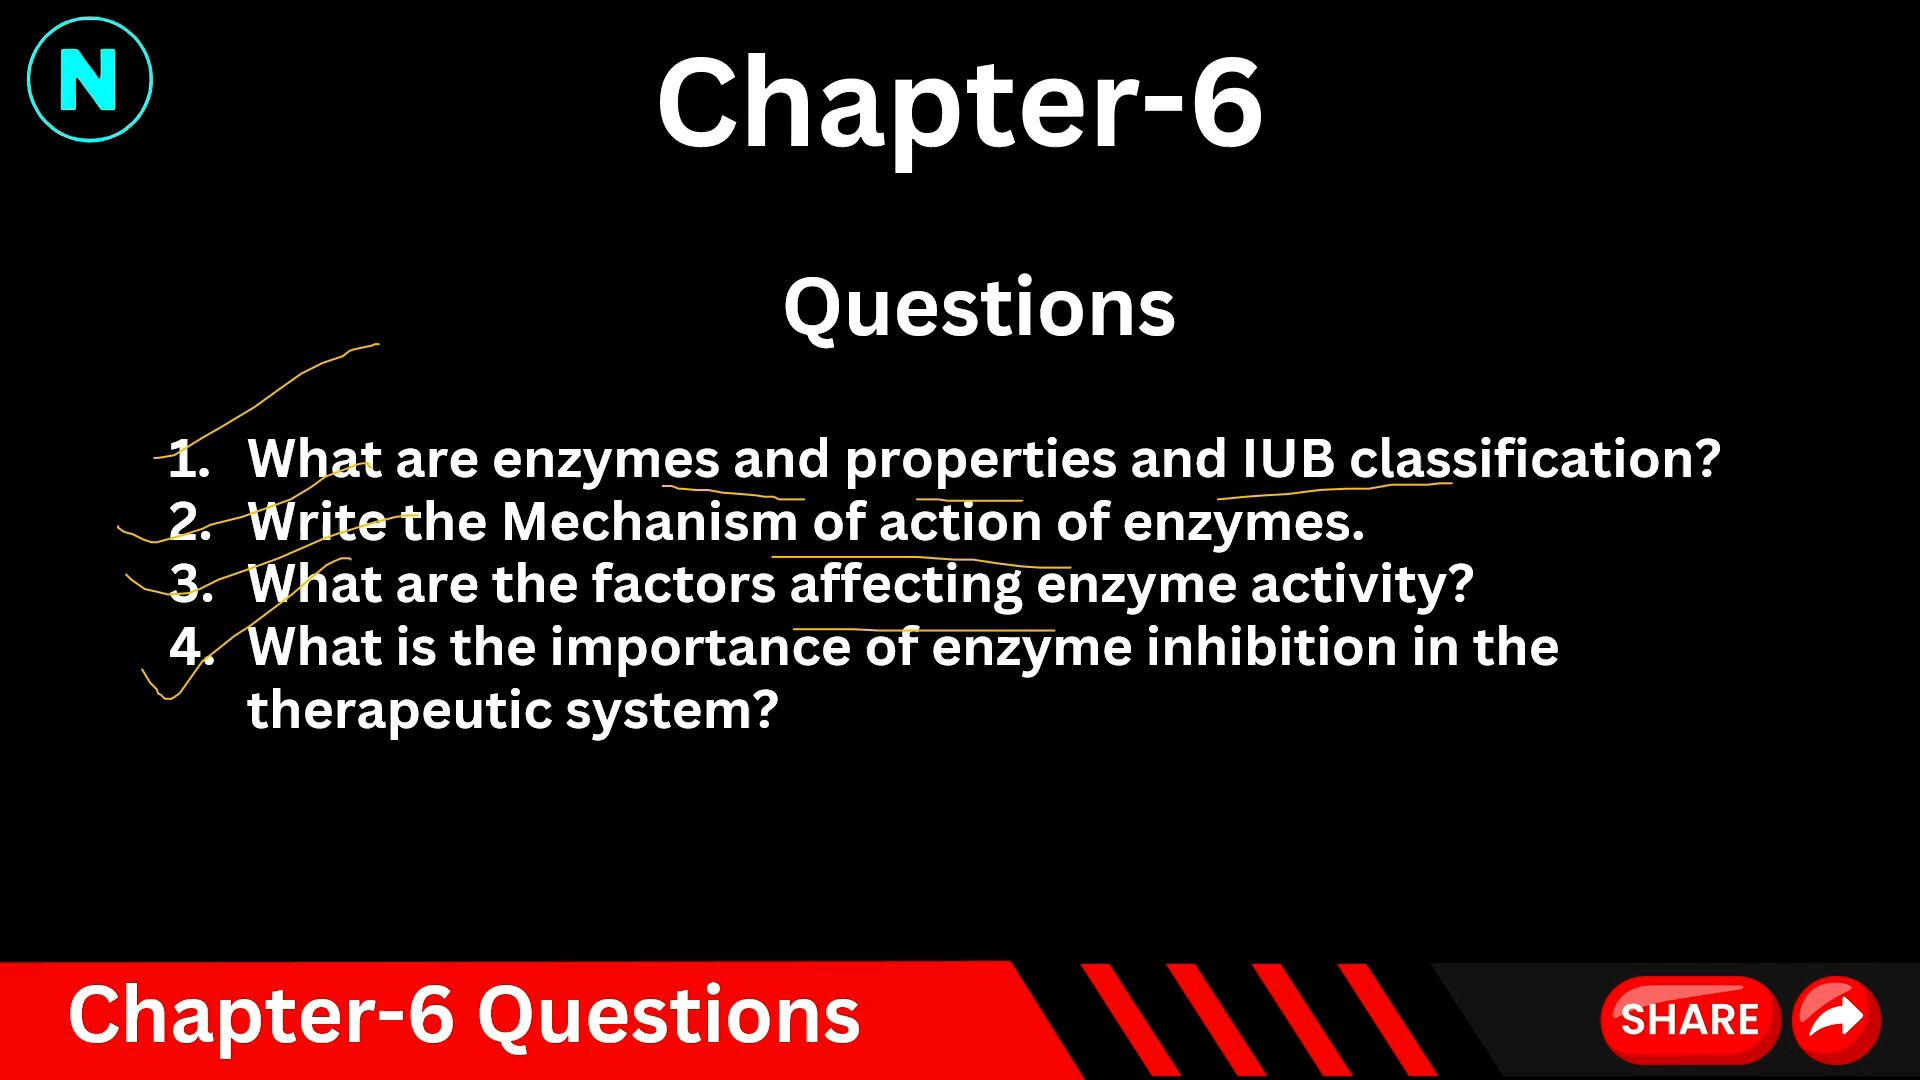 N
Chapter-6
Questions
1. What are enzymes and properties and IUB classification?
2. Write the Mechanism of action of enzymes.
3. What are the factors affecting enzyme activity?
4. What is the importance of enzyme inhibition in the
therapeutic system?
Chapter-6 Questions
SHARE